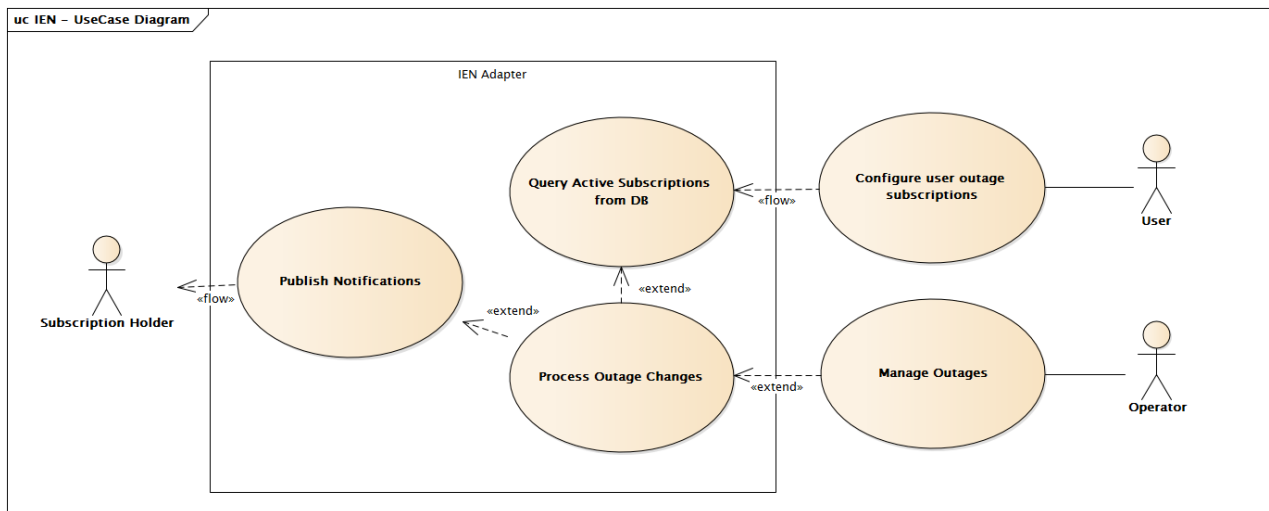 uc IEN – UseCase Diagram
IEN Adapter
Query Active Subscriptions
from DB
Configure user outage
subscriptions
«flow»
User
Publish Notifications
«extend»
«flow»
Subscription Holder
«extend»
Process Outage Changes
Manage Outages
«extend»
Operator